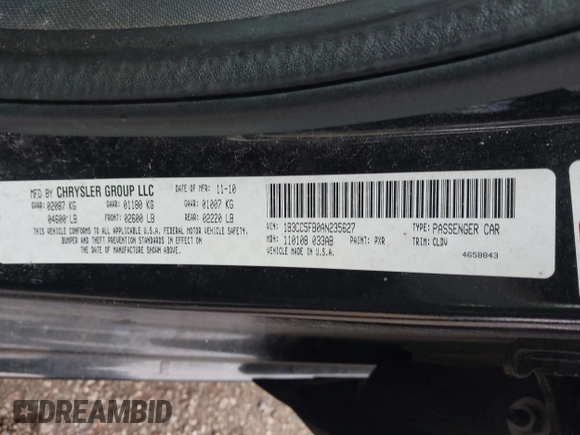 MFD BY CHRYSLER GROUP LLC DATE OF MFR: 11-10
GVWR: 02087 KG GAWR: 01180 KG GAWR: 01007 KG
04600 LB FRONT: 02600 LB REAR: 02220 LB
THIS VEHICLE CONFORMS TO ALL APPLICABLE U.S.A. FEDERAL MOTOR VEHICLE SAFETY,
BUMPER AND THEFT PREVENTION STANDARDS IN EFFECT ON
THE DATE OF MANUFACTURE SHOWN ABOVE.
VIN: 1B3CC5FB0AN235627 TYPE: PASSENGER CAR
MDH: 110108 033AB PAINT: PXR TRIM: CLDV
VEHICLE MADE IN U.S.A.
4658843
DREAMBID